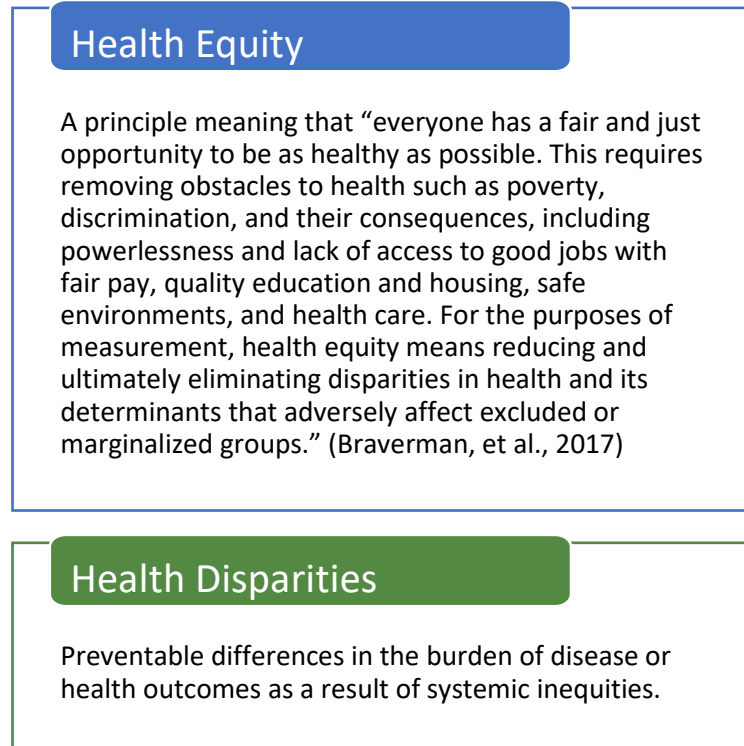 Health Equity
A principle meaning that “everyone has a fair and just
opportunity to be as healthy as possible. This requires
removing obstacles to health such as poverty,
discrimination, and their consequences, including
powerlessness and lack of access to good jobs with
fair pay, quality education and housing, safe
environments, and health care. For the purposes of
measurement, health equity means reducing and
ultimately eliminating disparities in health and its
determinants that adversely affect excluded or
marginalized groups.” (Braverman, et al., 2017)
Health Disparities
Preventable differences in the burden of disease or
health outcomes as a result of systemic inequities.